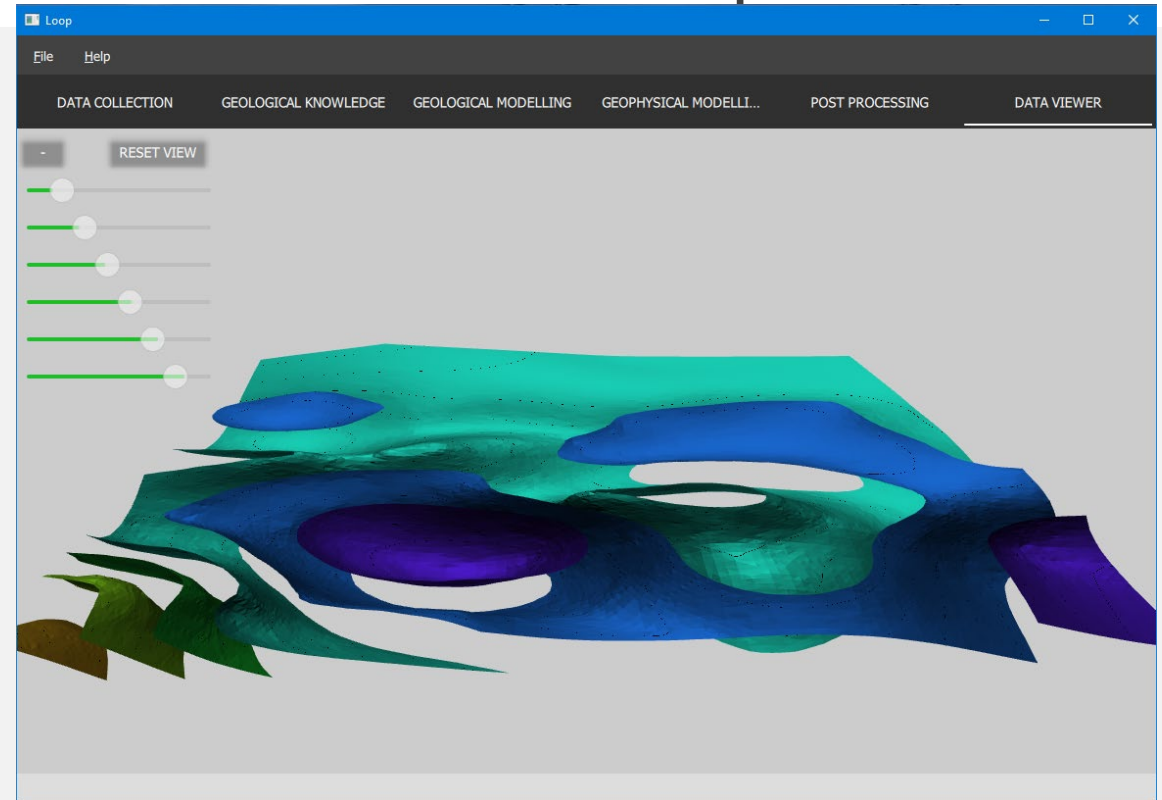 Loop
File Help
DATA COLLECTION GEOLOGICAL KNOWLEDGE GEOLOGICAL MODELLING GEOPHYSICAL MODELLI... POST PROCESSING DATA VIEWER
- RESET VIEW